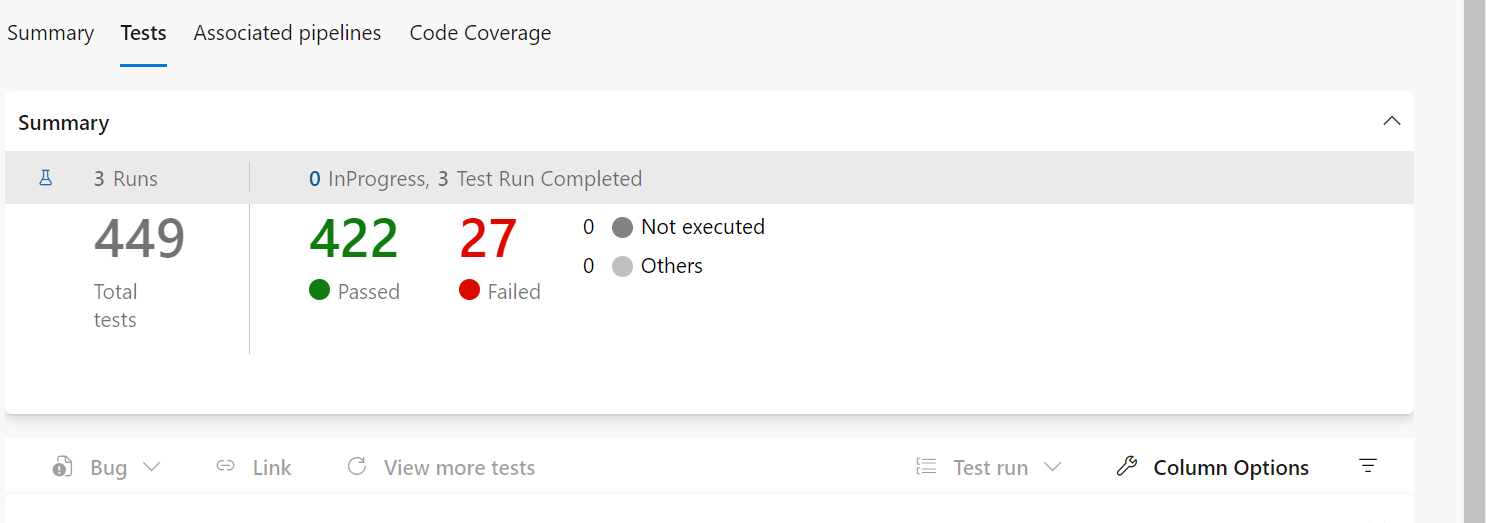 Summary Tests Associated pipelines Code Coverage
Summary
3 Runs 0 InProgress, 3 Test Run Completed
449 422 27 0 Not executed
0 Others
Total Passed Failed
tests
Bug Link View more tests Test run Column Options